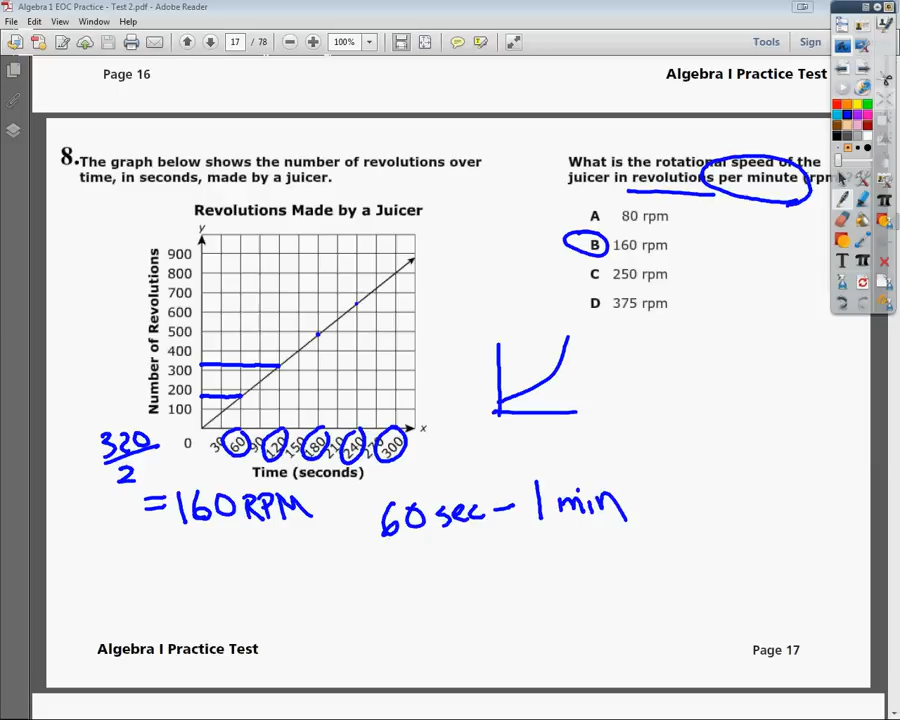 Algebra 1 EOC Practice - Test 2.pdf - Adobe Reader
File Edit View Window Help
17 / 78 100% Tools Sign
Page 16 Algebra I Practice Test
8. The graph below shows the number of revolutions over
time, in seconds, made by a juicer.
What is the rotational speed of the
juicer in revolutions per minute (rpm
A 80 rpm
B 160 rpm
C 250 rpm
D 375 rpm
Revolutions Made by a Juicer
y
Number of Revolutions
900
800
700
600
500
400
300
200
100
0
30 60 90 120 150 180 210 240 270 300
x
Time (seconds)
320/2
=160RPM
60 sec - 1 min
Algebra I Practice Test Page 17